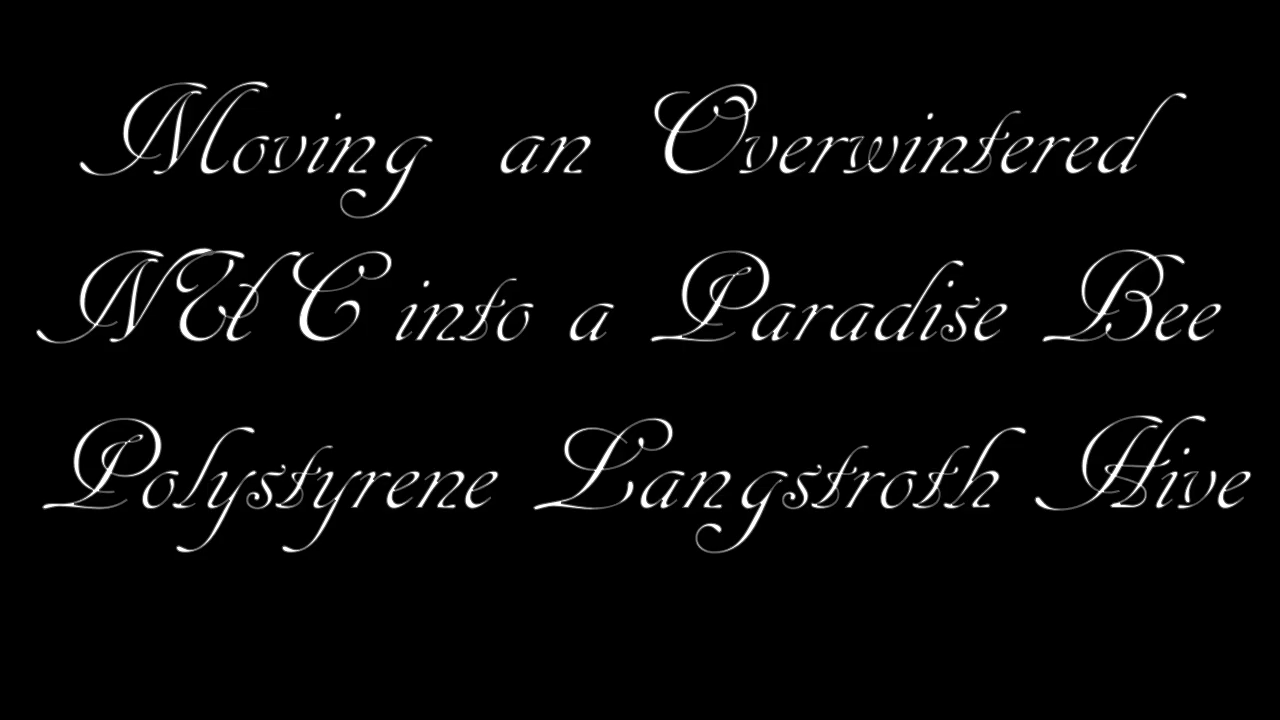 Moving an Overwintered
NUC into a Paradise Bee
Polystyrene Langstroth Hive